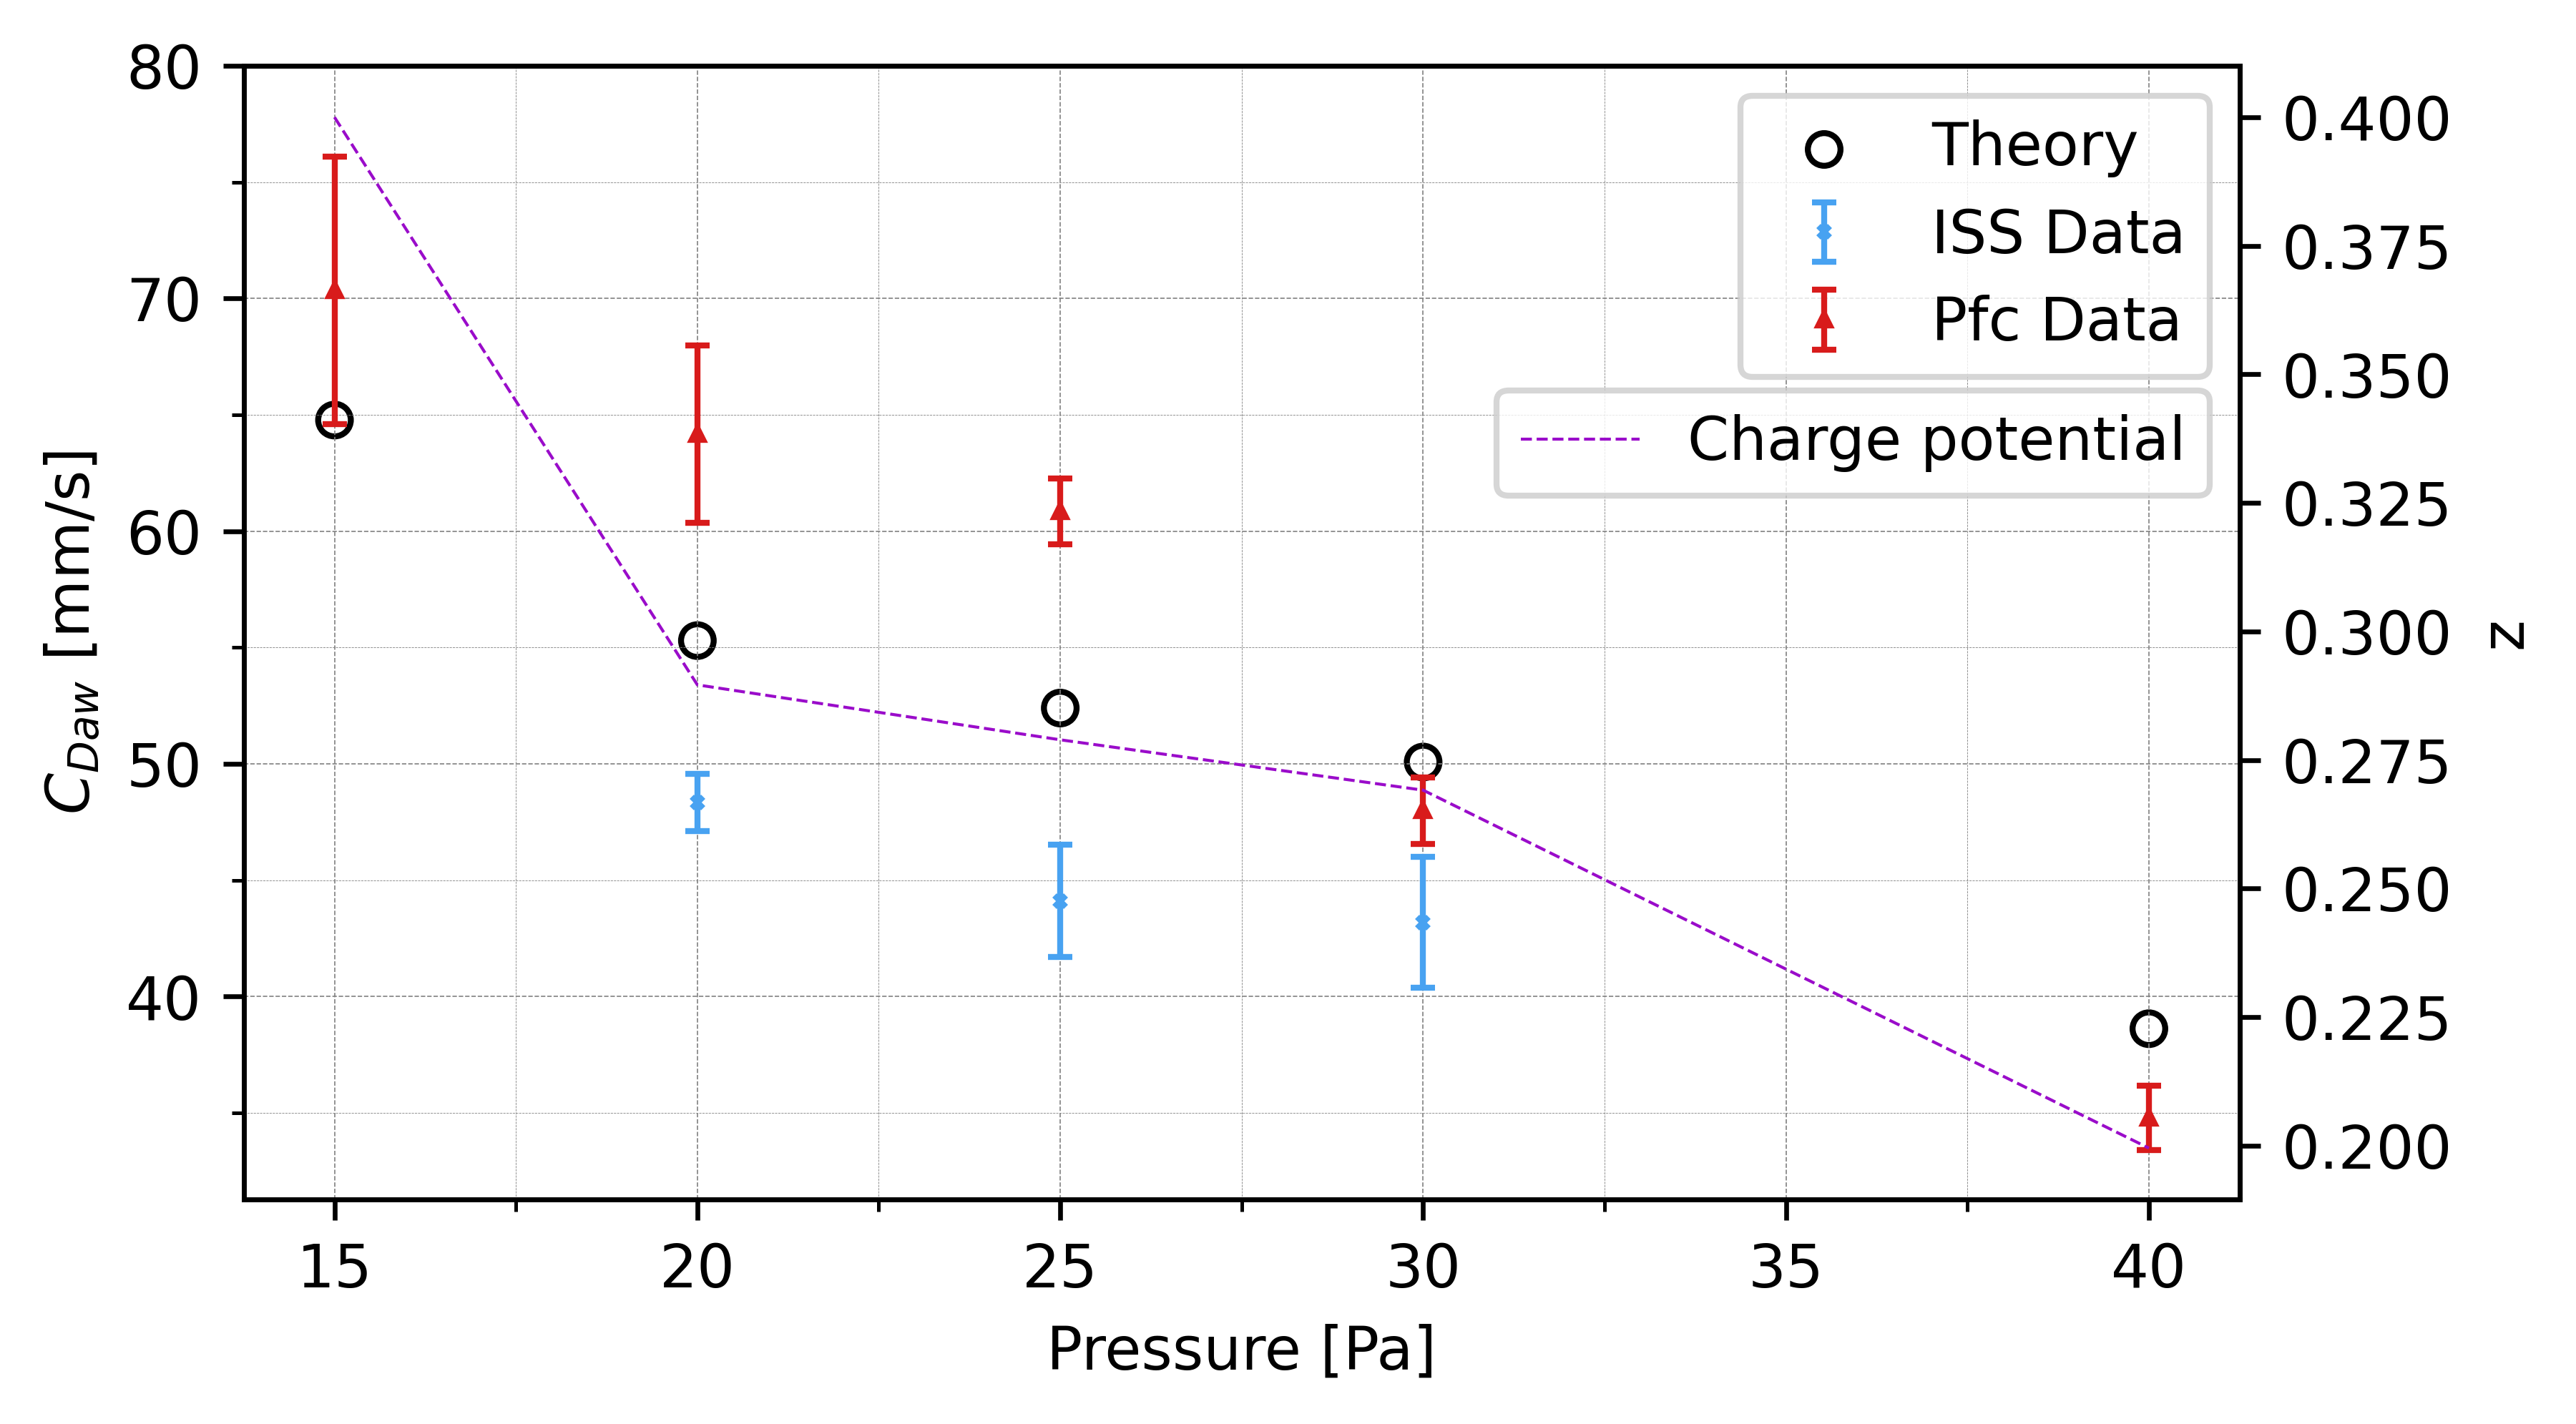 80
70
60
50
40
C_Daw [mm/s]
15 20 25 30 35 40
Pressure [Pa]
0.400
0.375
0.350
0.325
0.300
0.275
0.250
0.225
0.200
z
Theory
ISS Data
Pfc Data
Charge potential